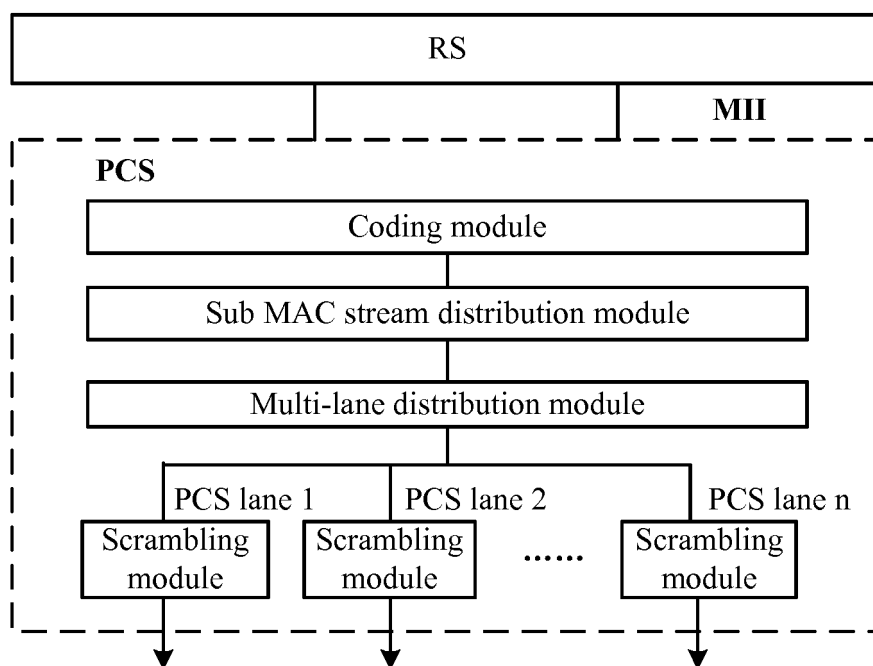 RS
MII
PCS
Coding module
Sub MAC stream distribution module
Multi-lane distribution module
PCS lane 1
PCS lane 2
PCS lane n
Scrambling
module
Scrambling
module
......
Scrambling
module